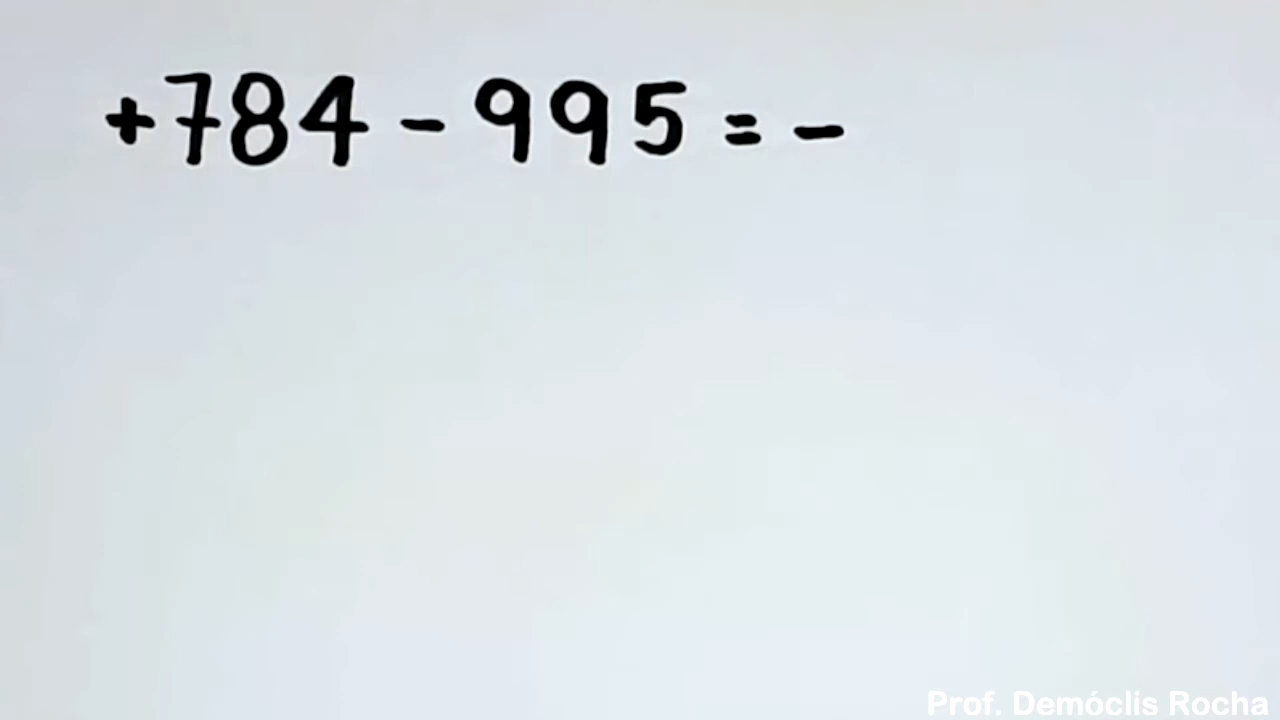 +784 - 995 = -
Prof. Demóclis Rocha